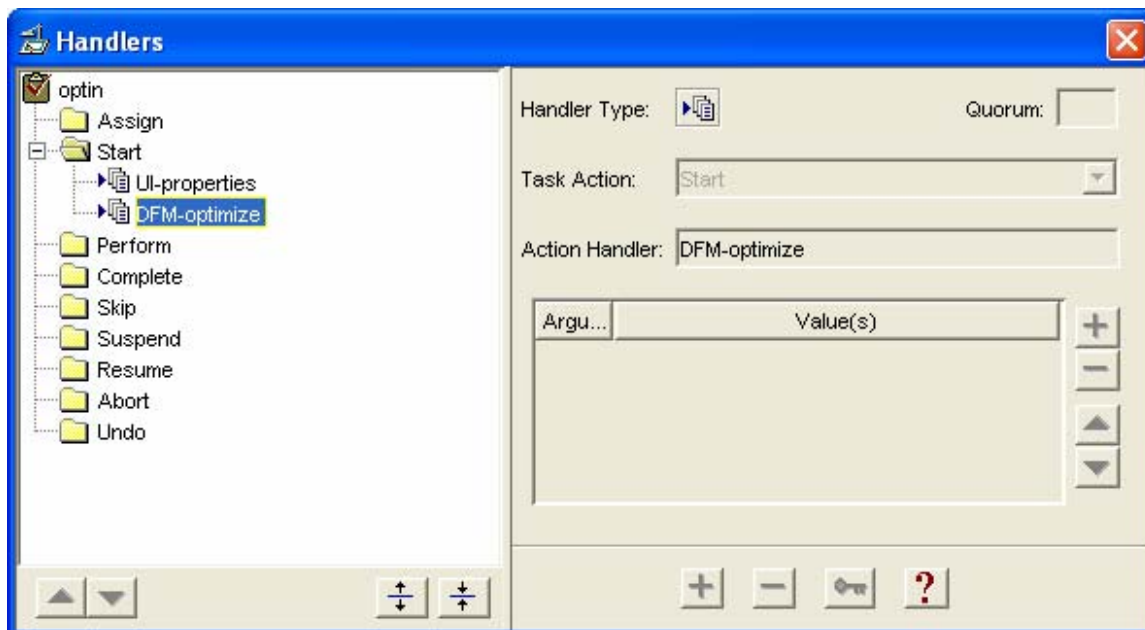 Handlers
optin
Assign
Start
UI-properties
DFM-optimize
Perform
Complete
Skip
Suspend
Resume
Abort
Undo
Handler Type:
Quorum:
Task Action:
Start
Action Handler:
DFM-optimize
Argu...
Value(s)
?